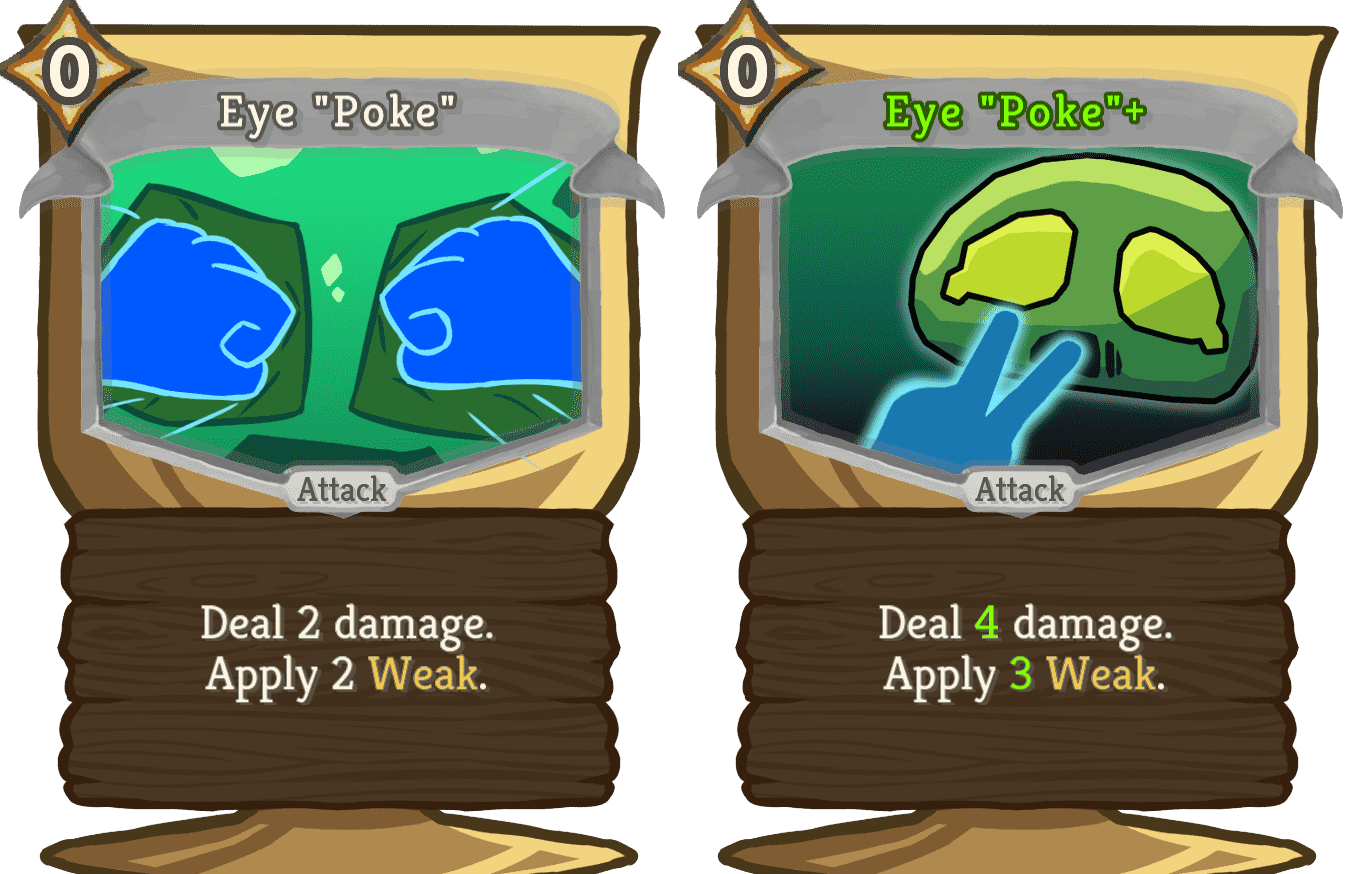 0
Eye "Poke"
Attack
Deal 2 damage.
Apply 2 Weak.
0
Eye "Poke"+
Attack
Deal 4 damage.
Apply 3 Weak.